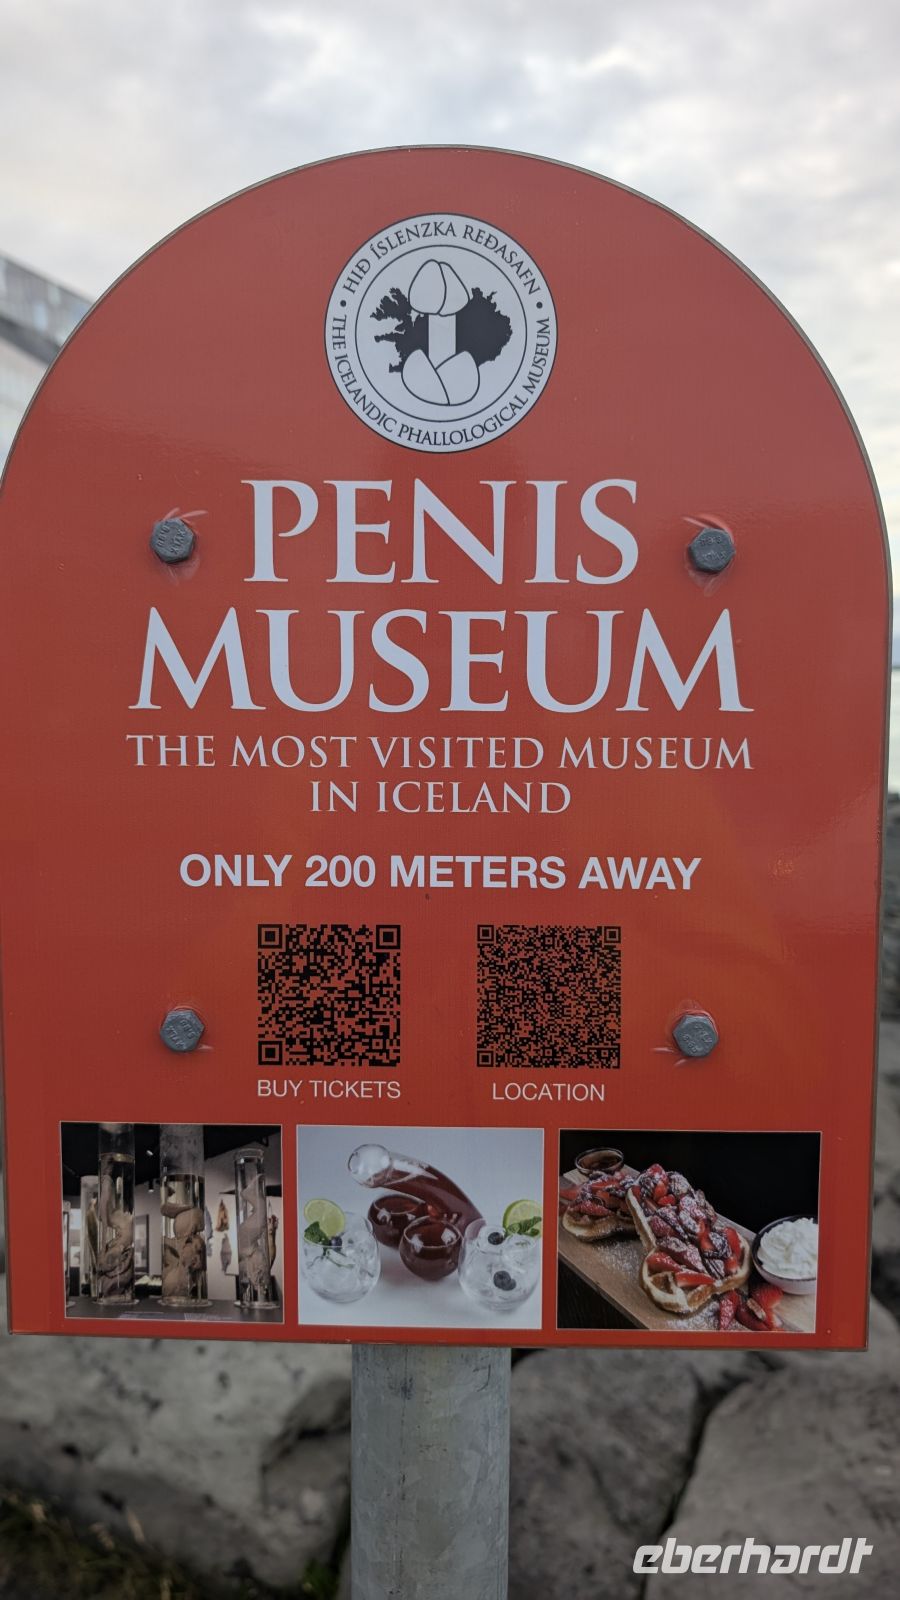 HIÐ ÍSLENZKA REÐASAFN
THE ICELANDIC PHALLOLOGICAL MUSEUM
PENIS
MUSEUM
THE MOST VISITED MUSEUM
IN ICELAND
ONLY 200 METERS AWAY
BUY TICKETS
LOCATION
eberhardt